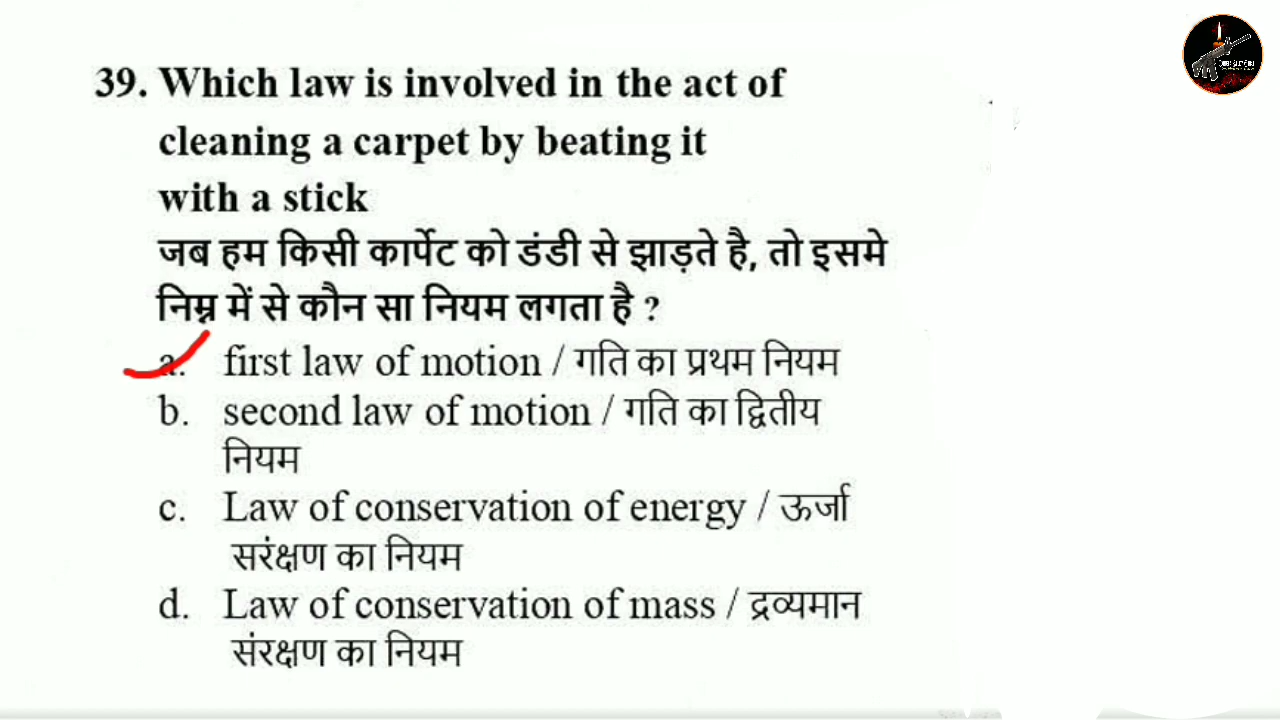 39. Which law is involved in the act of
cleaning a carpet by beating it
with a stick
जब हम किसी कार्पेट को डंडी से झाड़ते है, तो इसमे
निम्न में से कौन सा नियम लगता है ?
a. first law of motion / गति का प्रथम नियम
b. second law of motion / गति का द्वितीय
नियम
c. Law of conservation of energy / ऊर्जा
सरंक्षण का नियम
d. Law of conservation of mass / द्रव्यमान
संरक्षण का नियम